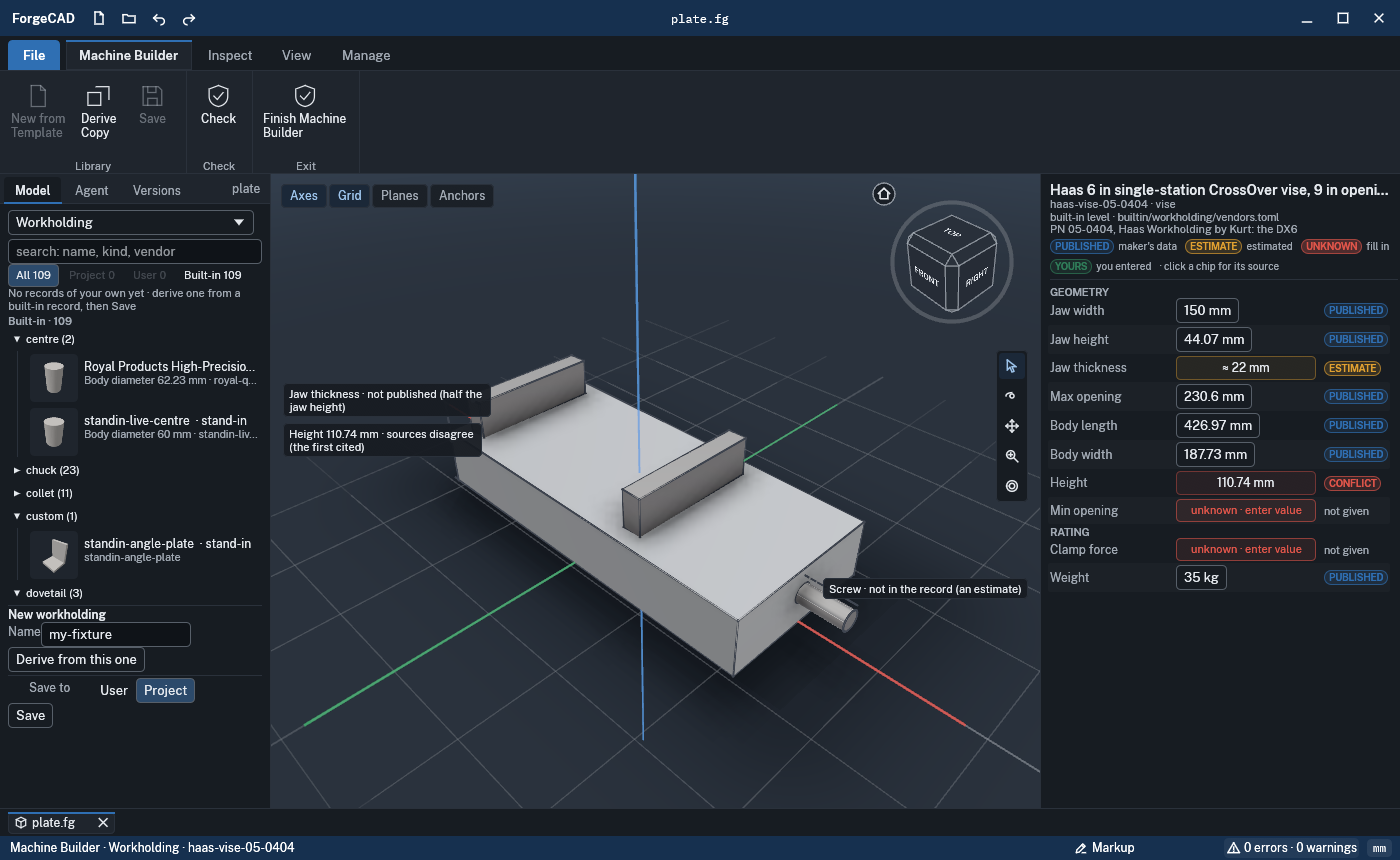 ForgeCAD
plate.fg
File
Machine Builder
Inspect
View
Manage
New from
Template
Derive
Copy
Save
Library
Check
Check
Finish Machine
Builder
Exit
Model
Agent
Versions
plate
Workholding
search: name, kind, vendor
All 109
Project 0
User 0
Built-in 109
No records of your own yet · derive one from a
built-in record, then Save
Built-in · 109
centre (2)
Royal Products High-Precisio...
Body diameter 62.23 mm · royal-q...
standin-live-centre · stand-in
Body diameter 60 mm · standin-liv...
chuck (23)
collet (11)
custom (1)
standin-angle-plate · stand-in
standin-angle-plate
dovetail (3)
New workholding
Name
my-fixture
Derive from this one
Save to
User
Project
Save
Axes
Grid
Planes
Anchors
TOP
FRONT
RIGHT
Jaw thickness · not published (half the
jaw height)
Height 110.74 mm · sources disagree
(the first cited)
Screw · not in the record (an estimate)
Haas 6 in single-station CrossOver vise, 9 in openi...
haas-vise-05-0404 · vise
built-in level · builtin/workholding/vendors.toml
PN 05-0404, Haas Workholding by Kurt: the DX6
PUBLISHED maker's data ESTIMATE estimated UNKNOWN fill in
YOURS you entered · click a chip for its source
GEOMETRY
Jaw width 150 mm PUBLISHED
Jaw height 44.07 mm PUBLISHED
Jaw thickness ≈ 22 mm ESTIMATE
Max opening 230.6 mm PUBLISHED
Body length 426.97 mm PUBLISHED
Body width 187.73 mm PUBLISHED
Height 110.74 mm CONFLICT
Min opening unknown · enter value not given
RATING
Clamp force unknown · enter value not given
Weight 35 kg PUBLISHED
plate.fg
Machine Builder · Workholding · haas-vise-05-0404
Markup
0 errors · 0 warnings
mm